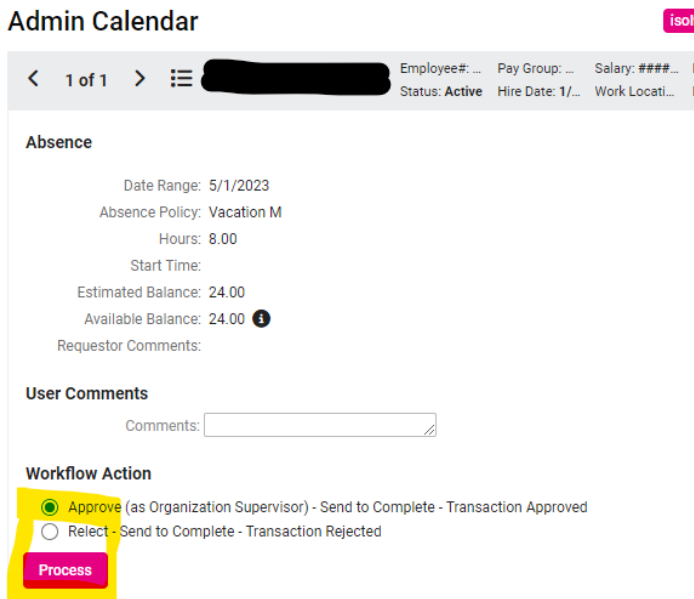 Admin Calendar
isol
1 of 1
Employee#: ... Pay Group: ... Salary: ####...
Status: Active Hire Date: 1/... Work Locati...
Absence
Date Range: 5/1/2023
Absence Policy: Vacation M
Hours: 8.00
Start Time:
Estimated Balance: 24.00
Available Balance: 24.00
Requestor Comments:
User Comments
Comments:
Workflow Action
Approve (as Organization Supervisor) - Send to Complete - Transaction Approved
Relect - Send to Complete - Transaction Rejected
Process